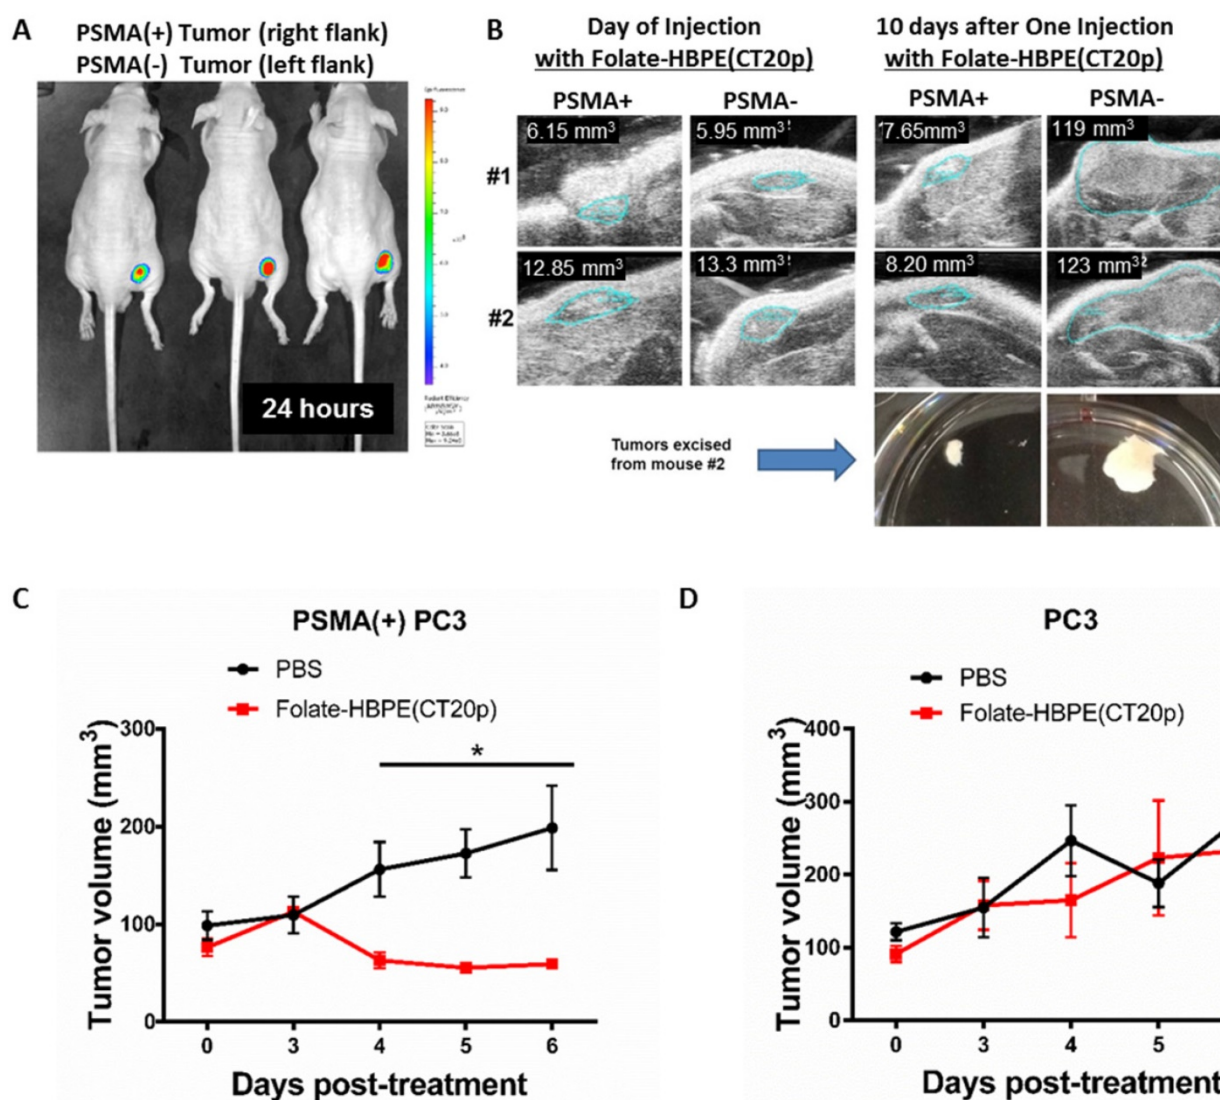 A
PSMA(+) Tumor (right flank)
PSMA(-) Tumor (left flank)
24 hours
B
Day of Injection
with Folate-HBPE(CT20p)
10 days after One Injection
with Folate-HBPE(CT20p)
PSMA+
PSMA-
PSMA+
PSMA-
#1
6.15 mm³
5.95 mm³
7.65mm³
119 mm³
#2
12.85 mm³
13.3 mm³
8.20 mm³
123 mm³
Tumors excised
from mouse #2
C
PSMA(+) PC3
PBS
Folate-HBPE(CT20p)
*
Tumor volume (mm³)
300
200
100
0
0
3
4
5
6
Days post-treatment
D
PC3
PBS
Folate-HBPE(CT20p)
Tumor volume (mm³)
400
300
200
100
0
0
3
4
5
Days post-treatment